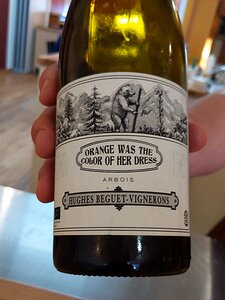 ORANGE WAS THE
COLOR OF HER DRESS
ARBOIS
HUGHES BEGUET-VIGNERONS